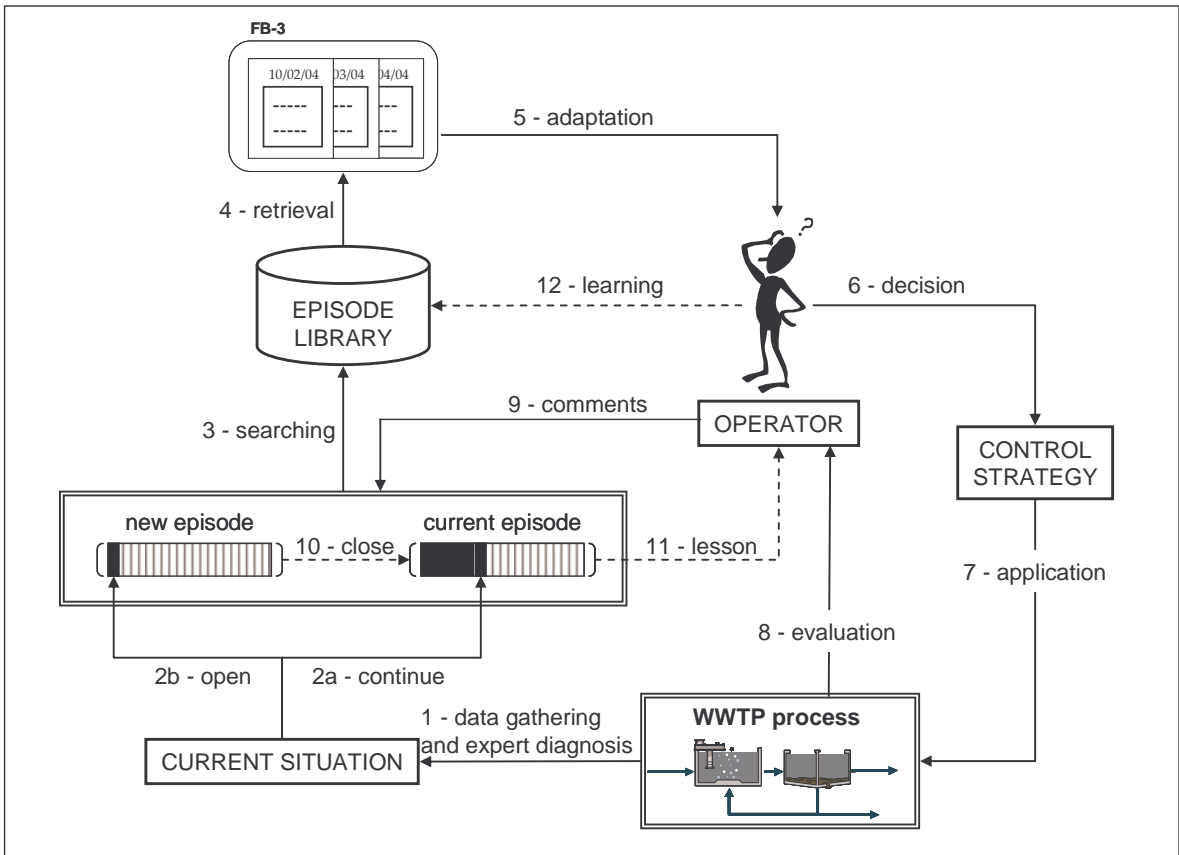 FB-3
10/02/04
03/04
04/04
-----
-----
5 - adaptation
4 - retrieval
?
EPISODE
LIBRARY
12 - learning
6 - decision
9 - comments
OPERATOR
3 - searching
CONTROL
STRATEGY
new episode
current episode
10 - close
11 - lesson
7 - application
8 - evaluation
2b - open
2a - continue
1 - data gathering
and expert diagnosis
WWTP process
CURRENT SITUATION